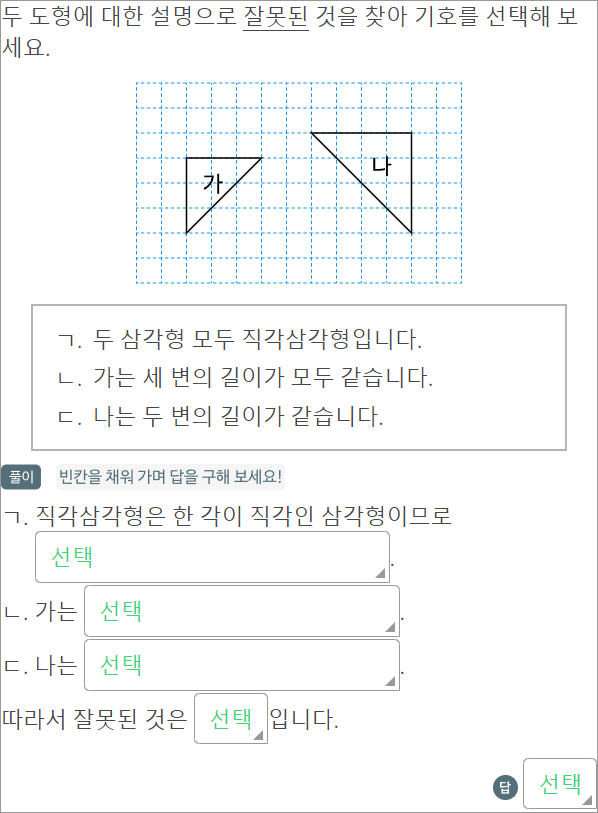 두 도형에 대한 설명으로 잘못된 것을 찾아 기호를 선택해 보
세요.
가
나
ㄱ. 두 삼각형 모두 직각삼각형입니다.
ㄴ. 가는 세 변의 길이가 모두 같습니다.
ㄷ. 나는 두 변의 길이가 같습니다.
풀이 빈칸을 채워 가며 답을 구해 보세요!
ㄱ. 직각삼각형은 한 각이 직각인 삼각형이므로
선택.
ㄴ. 가는 선택.
ㄷ. 나는 선택.
따라서 잘못된 것은 선택입니다.
답 선택